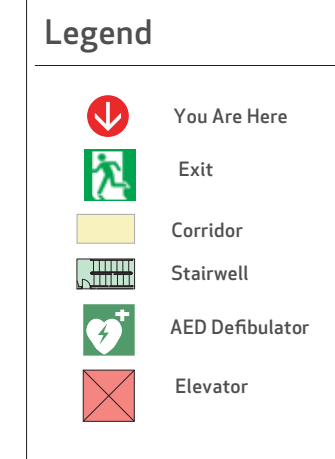 Legend
You Are Here
Exit
Corridor
Stairwell
AED Defibulator
Elevator